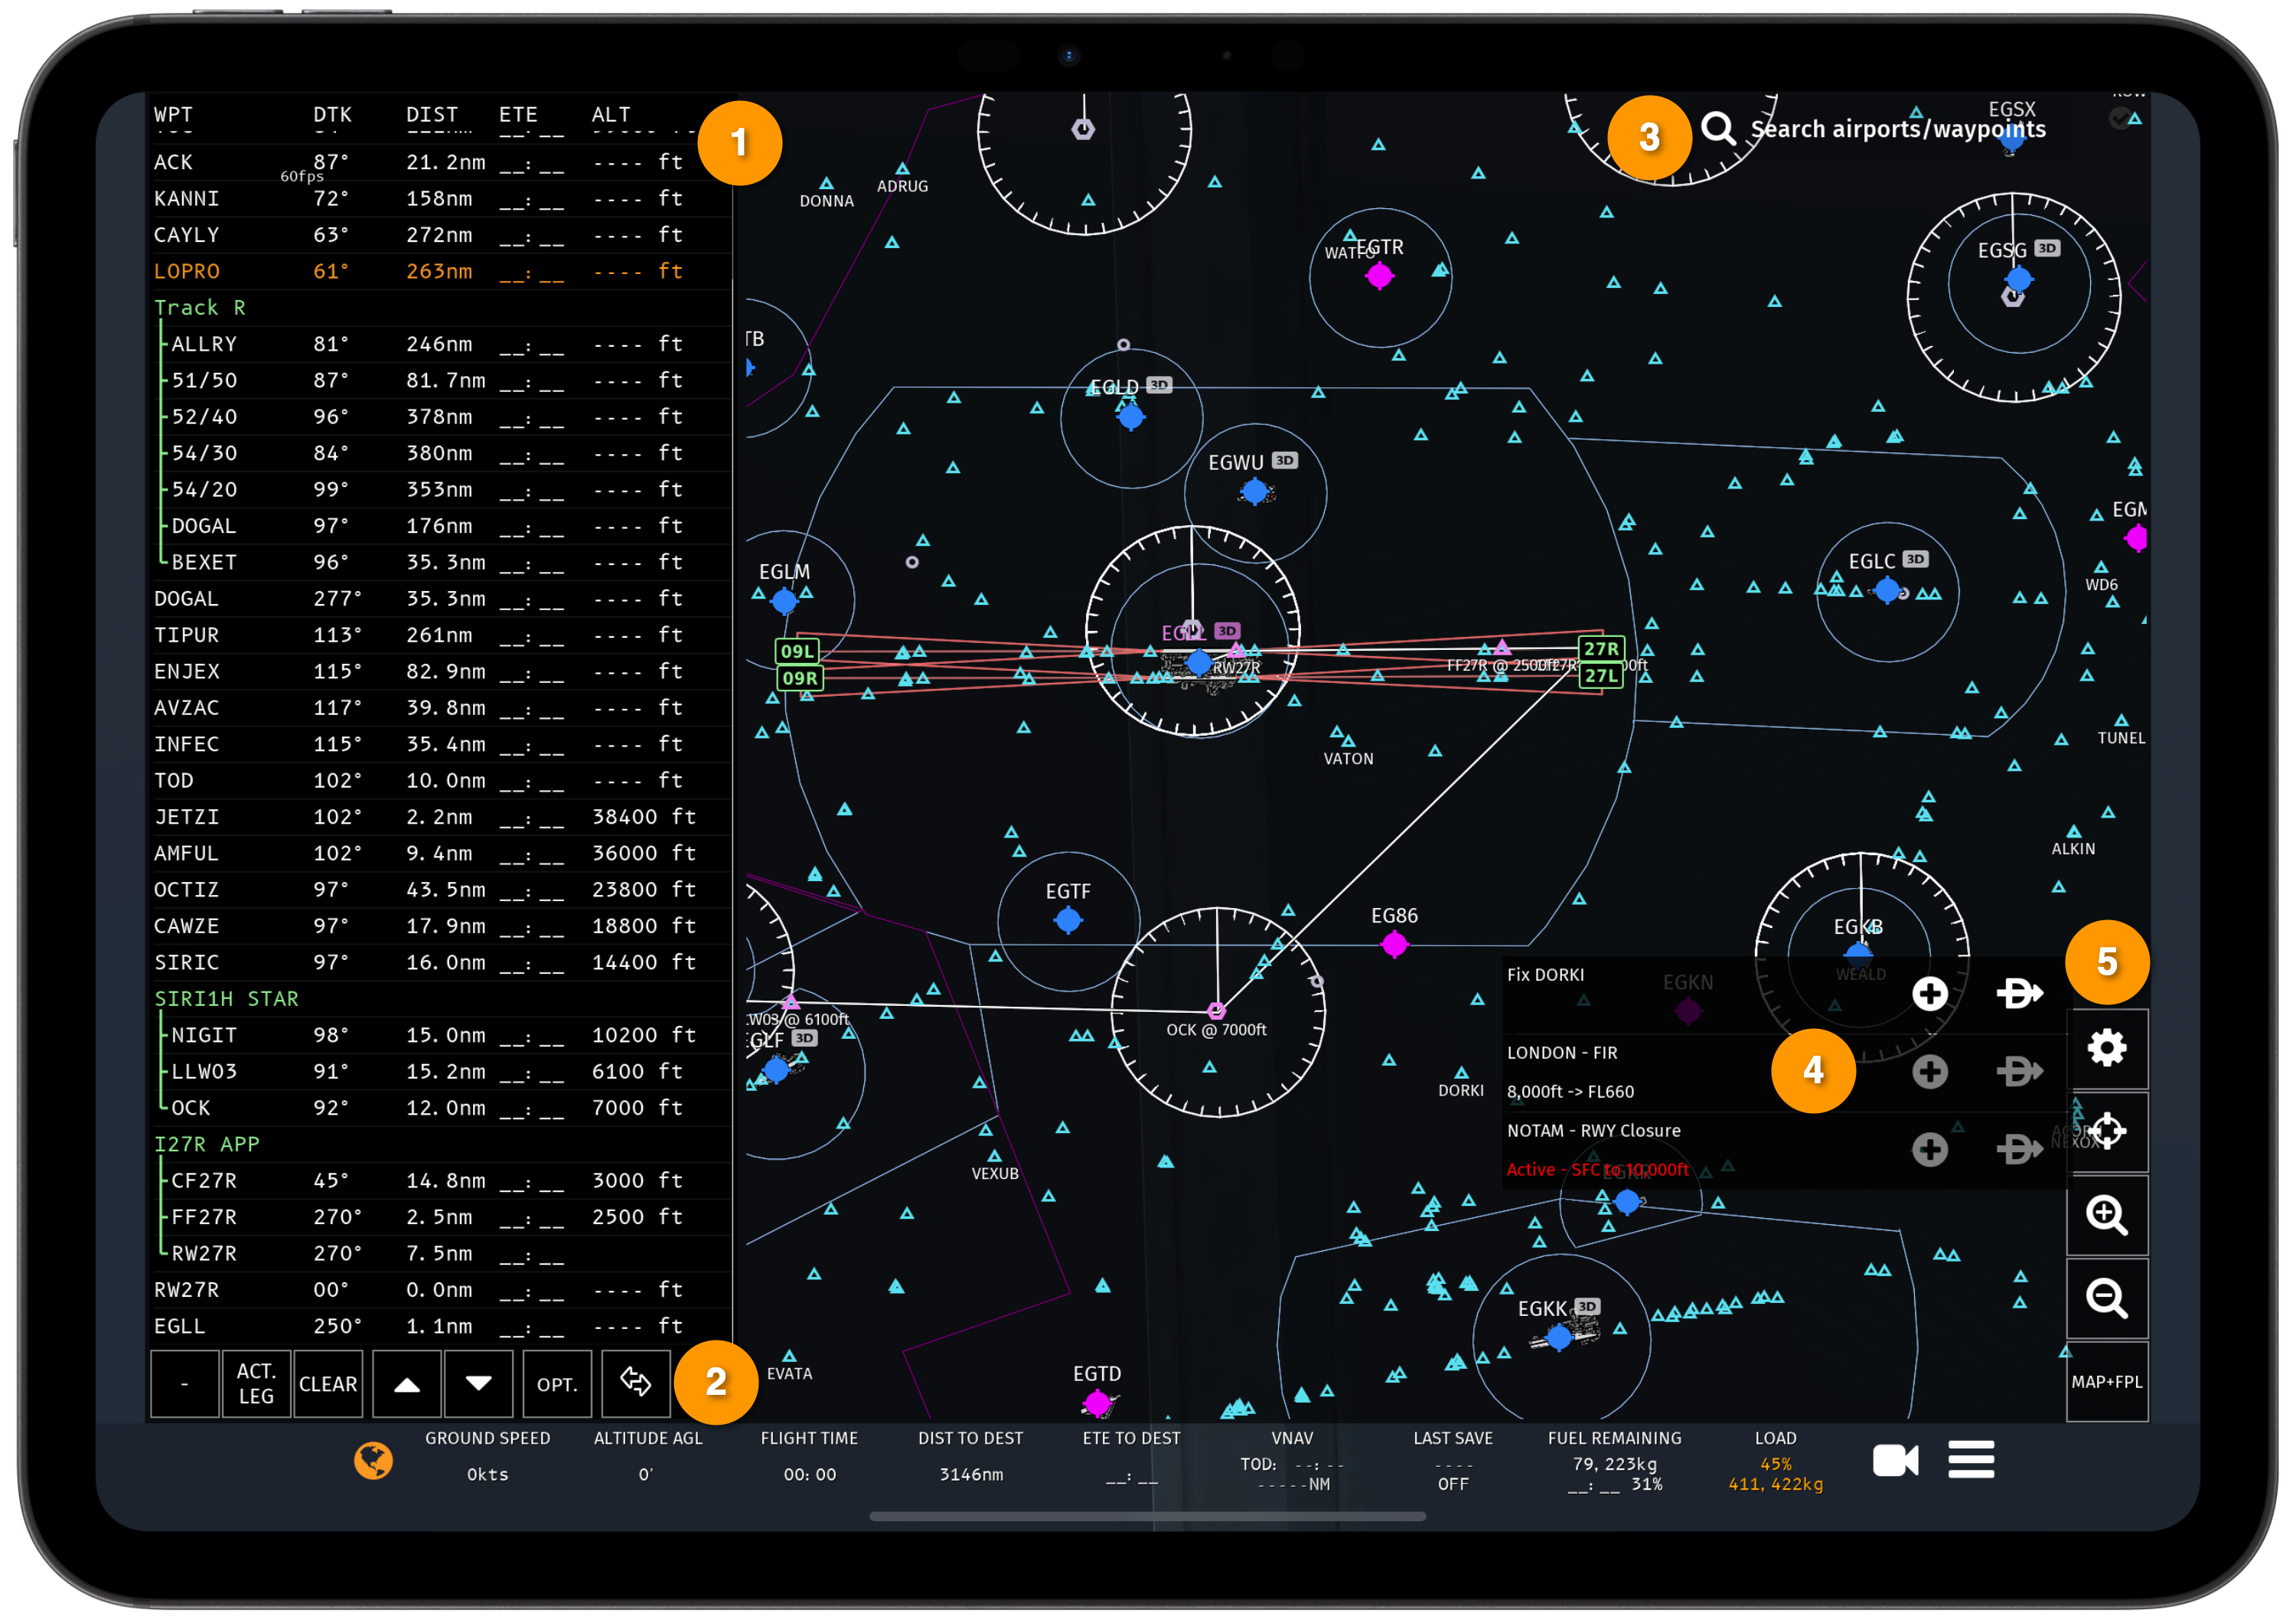 WPT DTK DIST ETE ALT
ACK 87° 21.2nm __:__ ---- ft
60fps
KANNI 72° 158nm __:__ ---- ft
CAYLY 63° 272nm __:__ ---- ft
LOPRO 61° 263nm __:__ ---- ft
Track R
ALLRY 81° 246nm __:__ ---- ft
51/50 87° 81.7nm __:__ ---- ft
52/40 96° 378nm __:__ ---- ft
54/30 84° 380nm __:__ ---- ft
54/20 99° 353nm __:__ ---- ft
DOGAL 97° 176nm __:__ ---- ft
BEXET 96° 35.3nm __:__ ---- ft
DOGAL 277° 35.3nm __:__ ---- ft
TIPUR 113° 261nm __:__ ---- ft
ENJEX 115° 82.9nm __:__ ---- ft
AVZAC 117° 39.8nm __:__ ---- ft
INFEC 115° 35.4nm __:__ ---- ft
TOD 102° 10.0nm __:__ ---- ft
JETZI 102° 2.2nm __:__ 38400 ft
AMFUL 102° 9.4nm __:__ 36000 ft
OCTIZ 97° 43.5nm __:__ 23800 ft
CAWZE 97° 17.9nm __:__ 18800 ft
SIRIC 97° 16.0nm __:__ 14400 ft
SIRI1H STAR
NIGIT 98° 15.0nm __:__ 10200 ft
LLW03 91° 15.2nm __:__ 6100 ft
OCK 92° 12.0nm __:__ 7000 ft
I27R APP
CF27R 45° 14.8nm __:__ 3000 ft
FF27R 270° 2.5nm __:__ 2500 ft
RW27R 270° 7.5nm __:__
RW27R 00° 0.0nm __:__ ---- ft
EGLL 250° 1.1nm __:__ ---- ft
-
ACT. LEG
CLEAR
OPT.
1
2
3
Search airports/waypoints
EGSX
DONNA
ADRUG
EGTR
EGSG 3D
TB
EGLD 3D
EGWU 3D
EGLM
EGLC 3D
WD6
EGLL 3D
09L
09R
RW27R
FF27R @ 2500ft
27R
27L
VATON
TUNEL
ALKIN
EGTF
EG86
EGKB
WEALD
EGKN
LW03@ 6100ft
EGLF 3D
OCK @ 7000ft
DORKI
VEXUB
EVATA
EGTD
EGKK 3D
Fix DORKI
LONDON - FIR
8,000ft -> FL660
NOTAM - RWY Closure
Active - SFC to 10,000ft
4
5
NEXOX
MAP+FPL
GROUND SPEED
0kts
ALTITUDE AGL
0'
FLIGHT TIME
00:00
DIST TO DEST
3146nm
ETE TO DEST
__:__
VNAV
TOD: --:--
-----NM
LAST SAVE
----
OFF
FUEL REMAINING
79,223kg
__:__ 31%
LOAD
45%
411,422kg